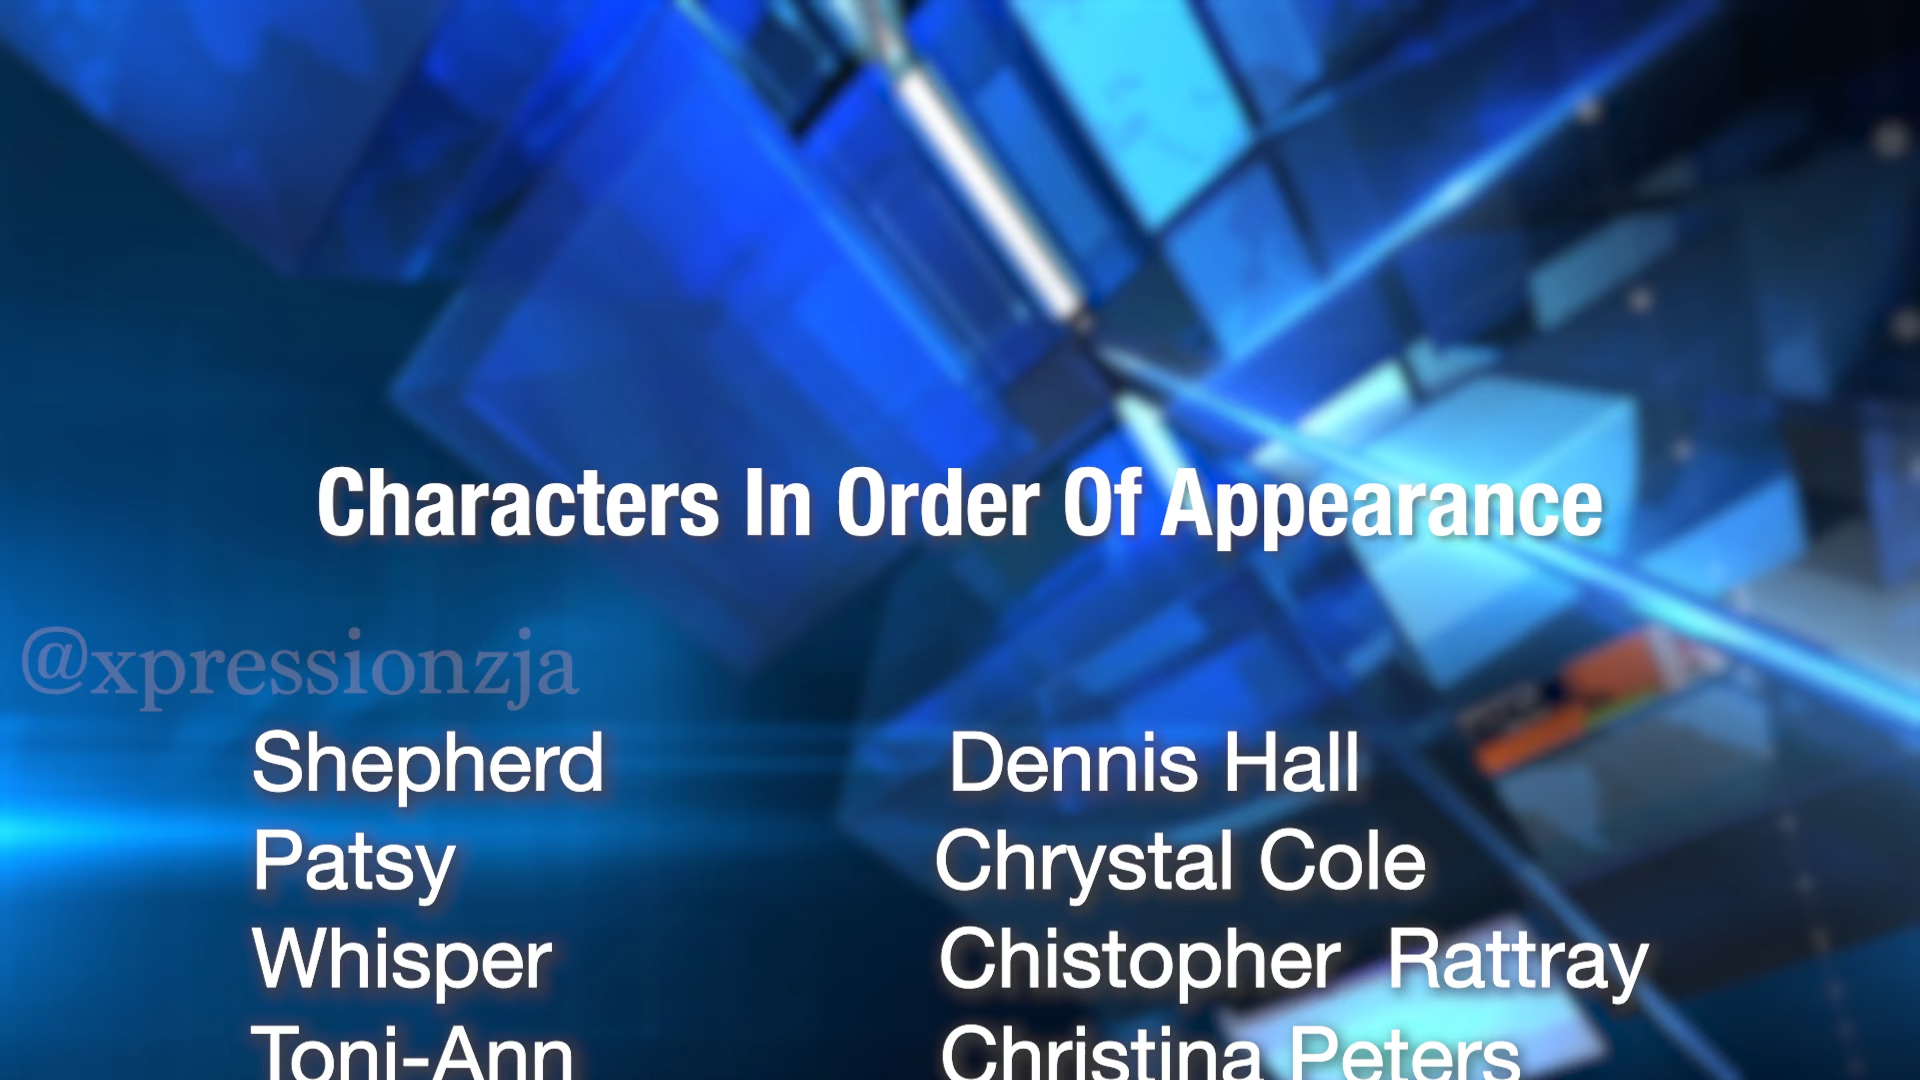 Characters In Order Of Appearance
@xpressionzja
Shepherd Dennis Hall
Patsy Chrystal Cole
Whisper Chistopher Rattray
Toni-Ann Christina Peters